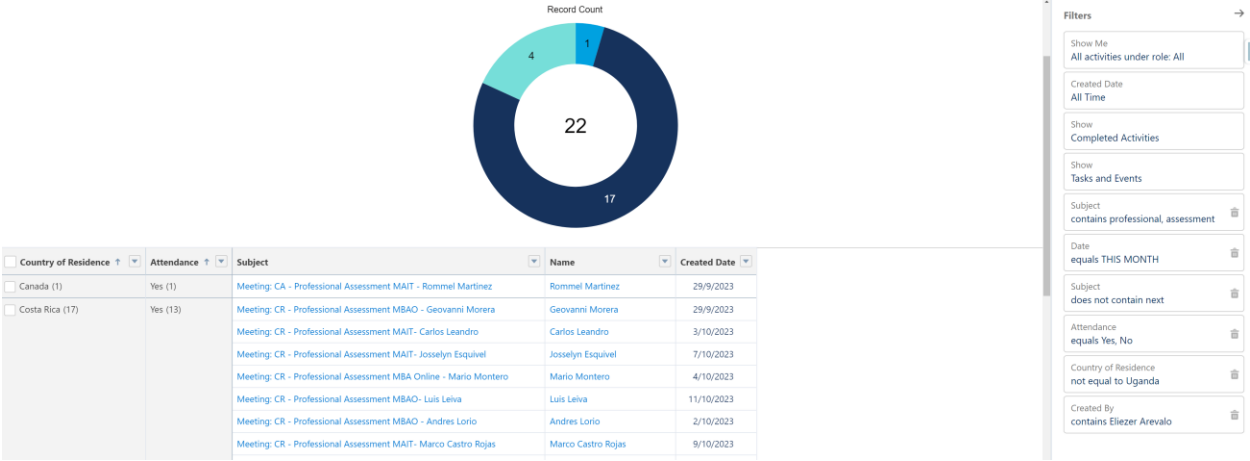 Record Count
1
4
22
17
Country of Residence ↑ Attendance ↑ Subject Name Created Date
Canada (1) Yes (1) Meeting: CA - Professional Assessment MAIT - Rommel Martinez Rommel Martinez 29/9/2023
Costa Rica (17) Yes (13) Meeting: CR - Professional Assessment MBAO - Geovanni Morera Geovanni Morera 29/9/2023
Meeting: CR - Professional Assessment MAIT- Carlos Leandro Carlos Leandro 3/10/2023
Meeting: CR - Professional Assessment MAIT- Josselyn Esquivel Josselyn Esquivel 7/10/2023
Meeting: CR - Professional Assessment MBA Online - Mario Montero Mario Montero 4/10/2023
Meeting: CR - Professional Assessment MBAO- Luis Leiva Luis Leiva 11/10/2023
Meeting: CR - Professional Assessment MBAO - Andres Lorio Andres Lorio 2/10/2023
Meeting: CR - Professional Assessment MAIT- Marco Castro Rojas Marco Castro Rojas 9/10/2023
Filters →
Show Me
All activities under role: All
Created Date
All Time
Show
Completed Activities
Show
Tasks and Events
Subject
contains professional, assessment
Date
equals THIS MONTH
Subject
does not contain next
Attendance
equals Yes, No
Country of Residence
not equal to Uganda
Created By
contains Eliezer Arevalo